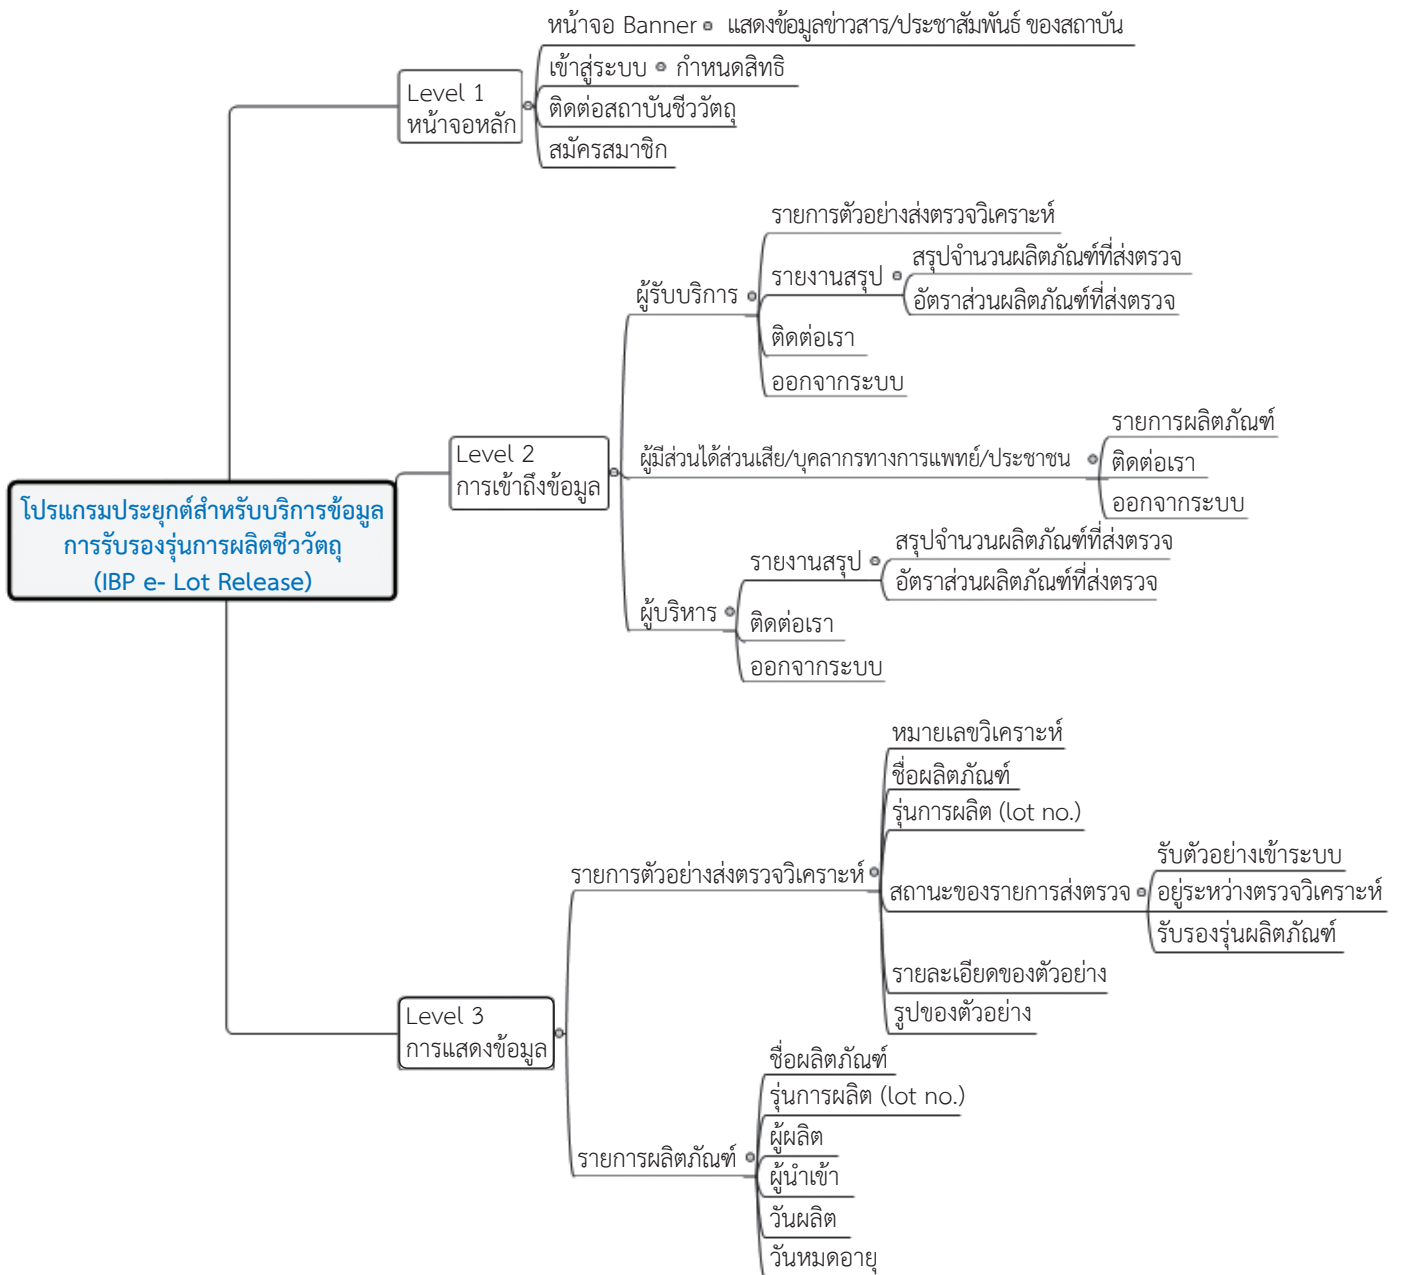 หน้าจอ Banner แสดงข้อมูลข่าวสาร/ประชาสัมพันธ์ ของสถาบัน
เข้าสู่ระบบ กำหนดสิทธิ
Level 1
หน้าจอหลัก
ติดต่อสถาบันชีววัตถุ
สมัครสมาชิก
รายการตัวอย่างส่งตรวจวิเคราะห์
สรุปจำนวนผลิตภัณฑ์ที่ส่งตรวจ
รายงานสรุป
อัตราส่วนผลิตภัณฑ์ที่ส่งตรวจ
ผู้รับบริการ
ติดต่อเรา
ออกจากระบบ
รายการผลิตภัณฑ์
Level 2
การเข้าถึงข้อมูล
ผู้มีส่วนได้ส่วนเสีย/บุคลากรทางการแพทย์/ประชาชน
ติดต่อเรา
ออกจากระบบ
โปรแกรมประยุกต์สำหรับบริการข้อมูล
การรับรองรุ่นการผลิตชีววัตถุ
(IBP e- Lot Release)
สรุปจำนวนผลิตภัณฑ์ที่ส่งตรวจ
รายงานสรุป
อัตราส่วนผลิตภัณฑ์ที่ส่งตรวจ
ผู้บริหาร
ติดต่อเรา
ออกจากระบบ
หมายเลขวิเคราะห์
ชื่อผลิตภัณฑ์
รุ่นการผลิต (lot no.)
รับตัวอย่างเข้าระบบ
รายการตัวอย่างส่งตรวจวิเคราะห์
สถานะของรายการส่งตรวจ
อยู่ระหว่างตรวจวิเคราะห์
รับรองรุ่นผลิตภัณฑ์
รายละเอียดของตัวอย่าง
รูปของตัวอย่าง
Level 3
การแสดงข้อมูล
ชื่อผลิตภัณฑ์
รุ่นการผลิต (lot no.)
ผู้ผลิต
รายการผลิตภัณฑ์
ผู้นำเข้า
วันผลิต
วันหมดอายุ